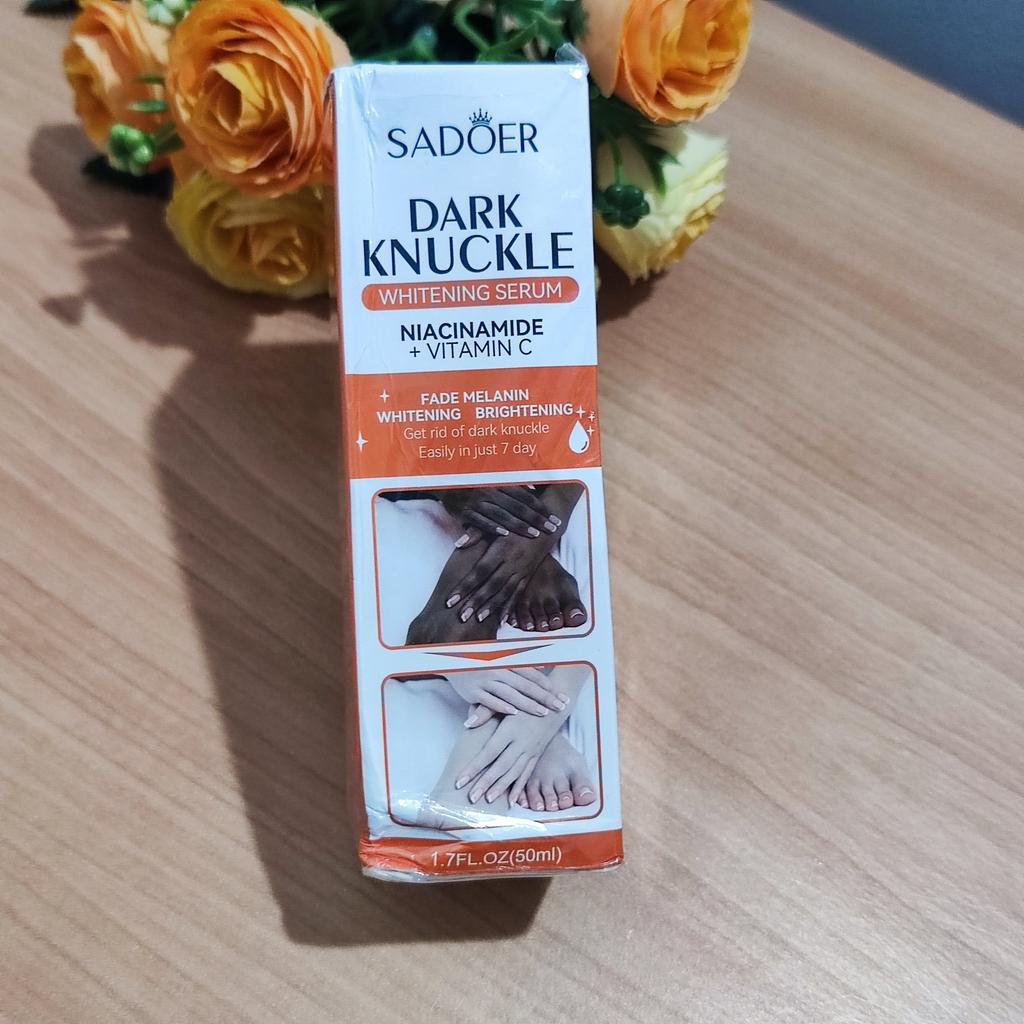 SADOER
DARK
KNUCKLE
WHITENING SERUM
NIACINAMIDE
+ VITAMIN C
FADE MELANIN
WHITENING BRIGHTENING
Get rid of dark knuckle
Easily in just 7 day
1.7FL.OZ(50ml)